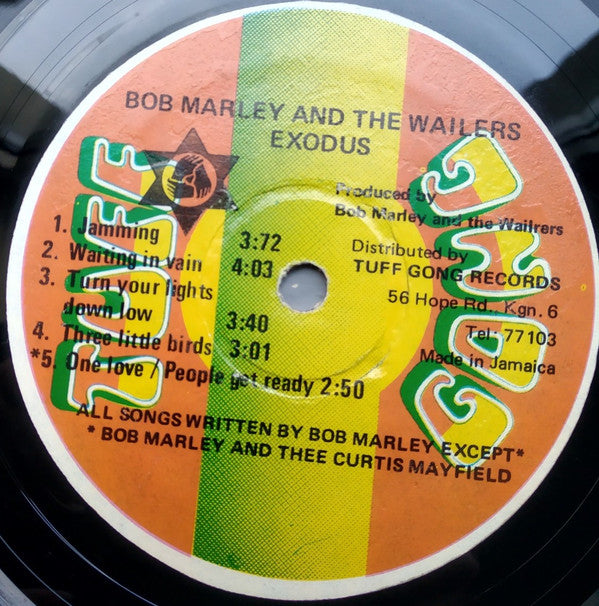 BOB MARLEY AND THE WAILERS
EXODUS
TUFF
GONG
Produced by
Bob Marley and the Wailrers
Distributed by
TUFF GONG RECORDS
56 Hope Rd., Kgn. 6
Tel: 77103
Made in Jamaica
1. Jamming 3:72
2. Waiting in vain 4:03
3. Turn your lights
down low 3:40
4. Three little birds 3:01
*5. One love / People get ready 2:50
ALL SONGS WRITTEN BY BOB MARLEY EXCEPT*
* BOB MARLEY AND THEE CURTIS MAYFIELD